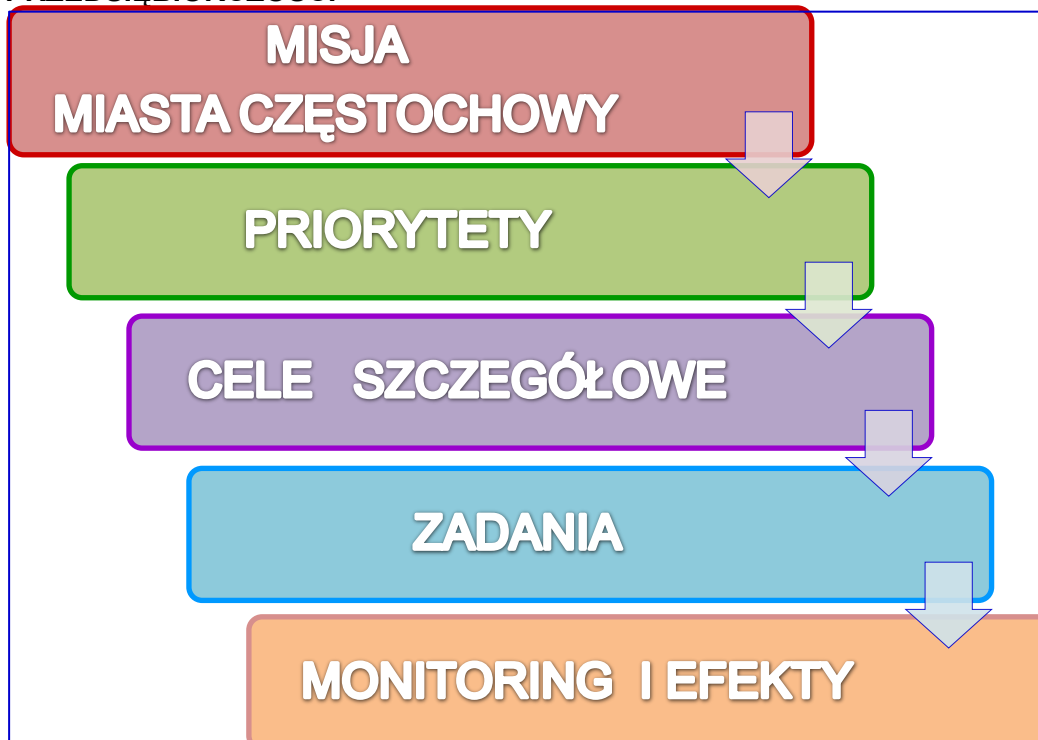 MISJA
MIASTA CZĘSTOCHOWY
PRIORYTETY
CELE SZCZEGÓŁOWE
ZADANIA
MONITORING I EFEKTY